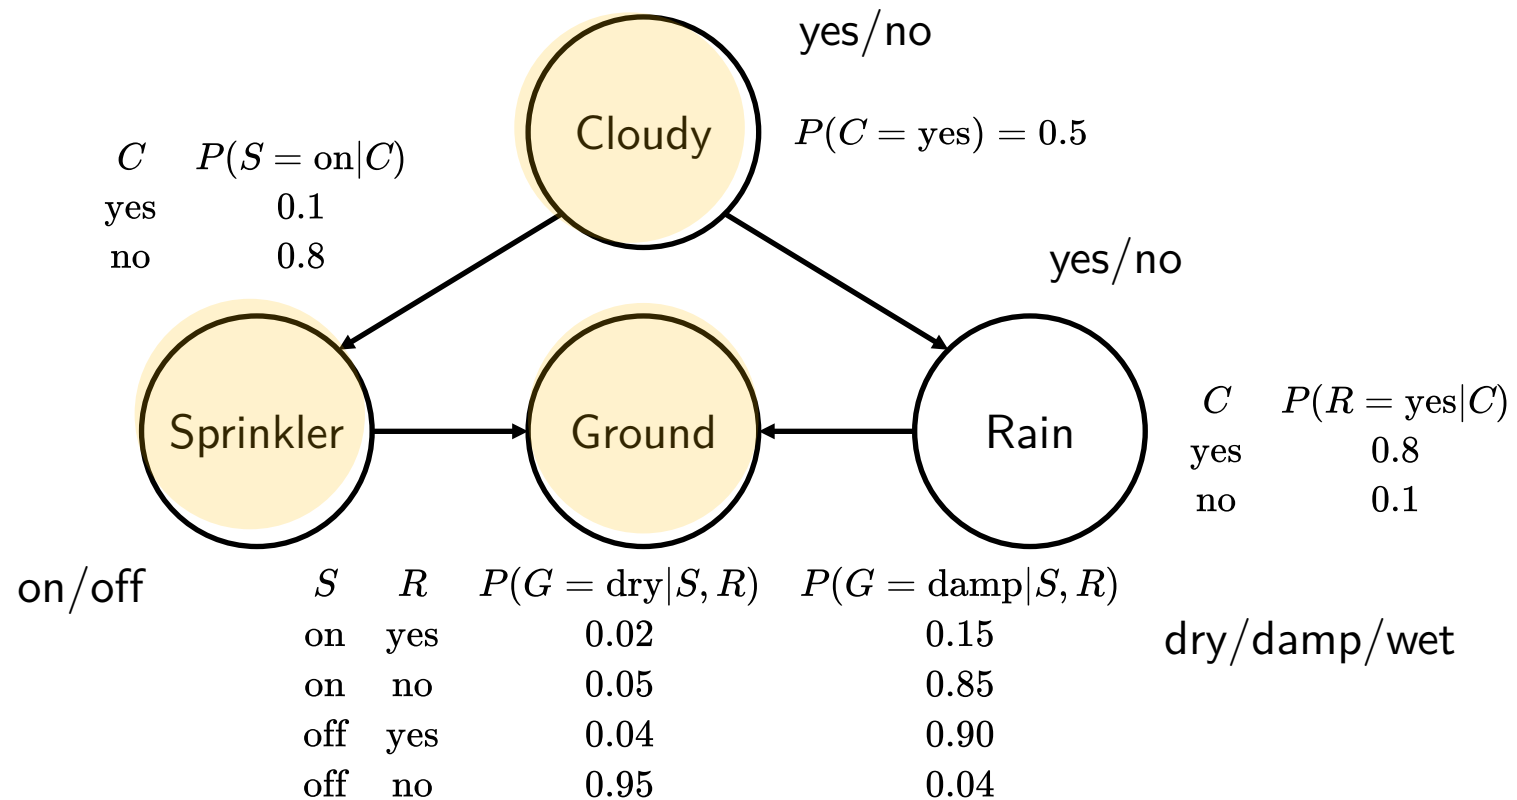 yes/no
Cloudy
P(C = yes) = 0.5
C P(S = on|C)
yes 0.1
no 0.8
yes/no
Sprinkler
Ground
Rain
C P(R = yes|C)
yes 0.8
no 0.1
on/off
S R P(G = dry|S, R) P(G = damp|S, R)
on yes 0.02 0.15
on no 0.05 0.85
off yes 0.04 0.90
off no 0.95 0.04
dry/damp/wet